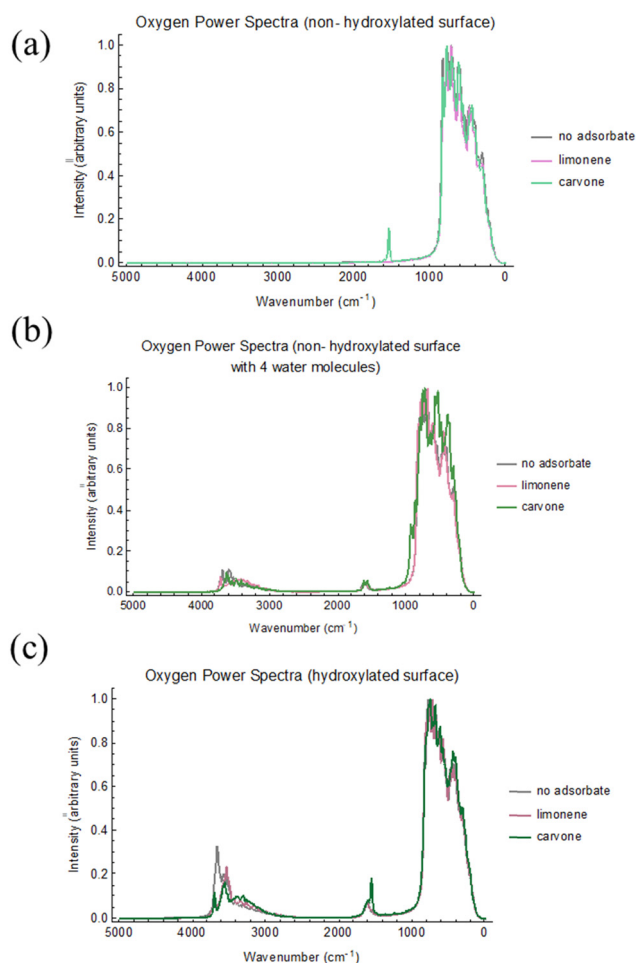 (a)
Oxygen Power Spectra (non- hydroxylated surface)
Intensity (arbitrary units)
1.0
0.8
0.6
0.4
0.2
0.0
5000 4000 3000 2000 1000 0
Wavenumber (cm⁻¹)
no adsorbate
limonene
carvone
(b)
Oxygen Power Spectra (non- hydroxylated surface
with 4 water molecules)
Intensity (arbitrary units)
1.0
0.8
0.6
0.4
0.2
0.0
5000 4000 3000 2000 1000 0
Wavenumber (cm⁻¹)
no adsorbate
limonene
carvone
(c)
Oxygen Power Spectra (hydroxylated surface)
Intensity (arbitrary units)
1.0
0.8
0.6
0.4
0.2
0.0
5000 4000 3000 2000 1000 0
Wavenumber (cm⁻¹)
no adsorbate
limonene
carvone